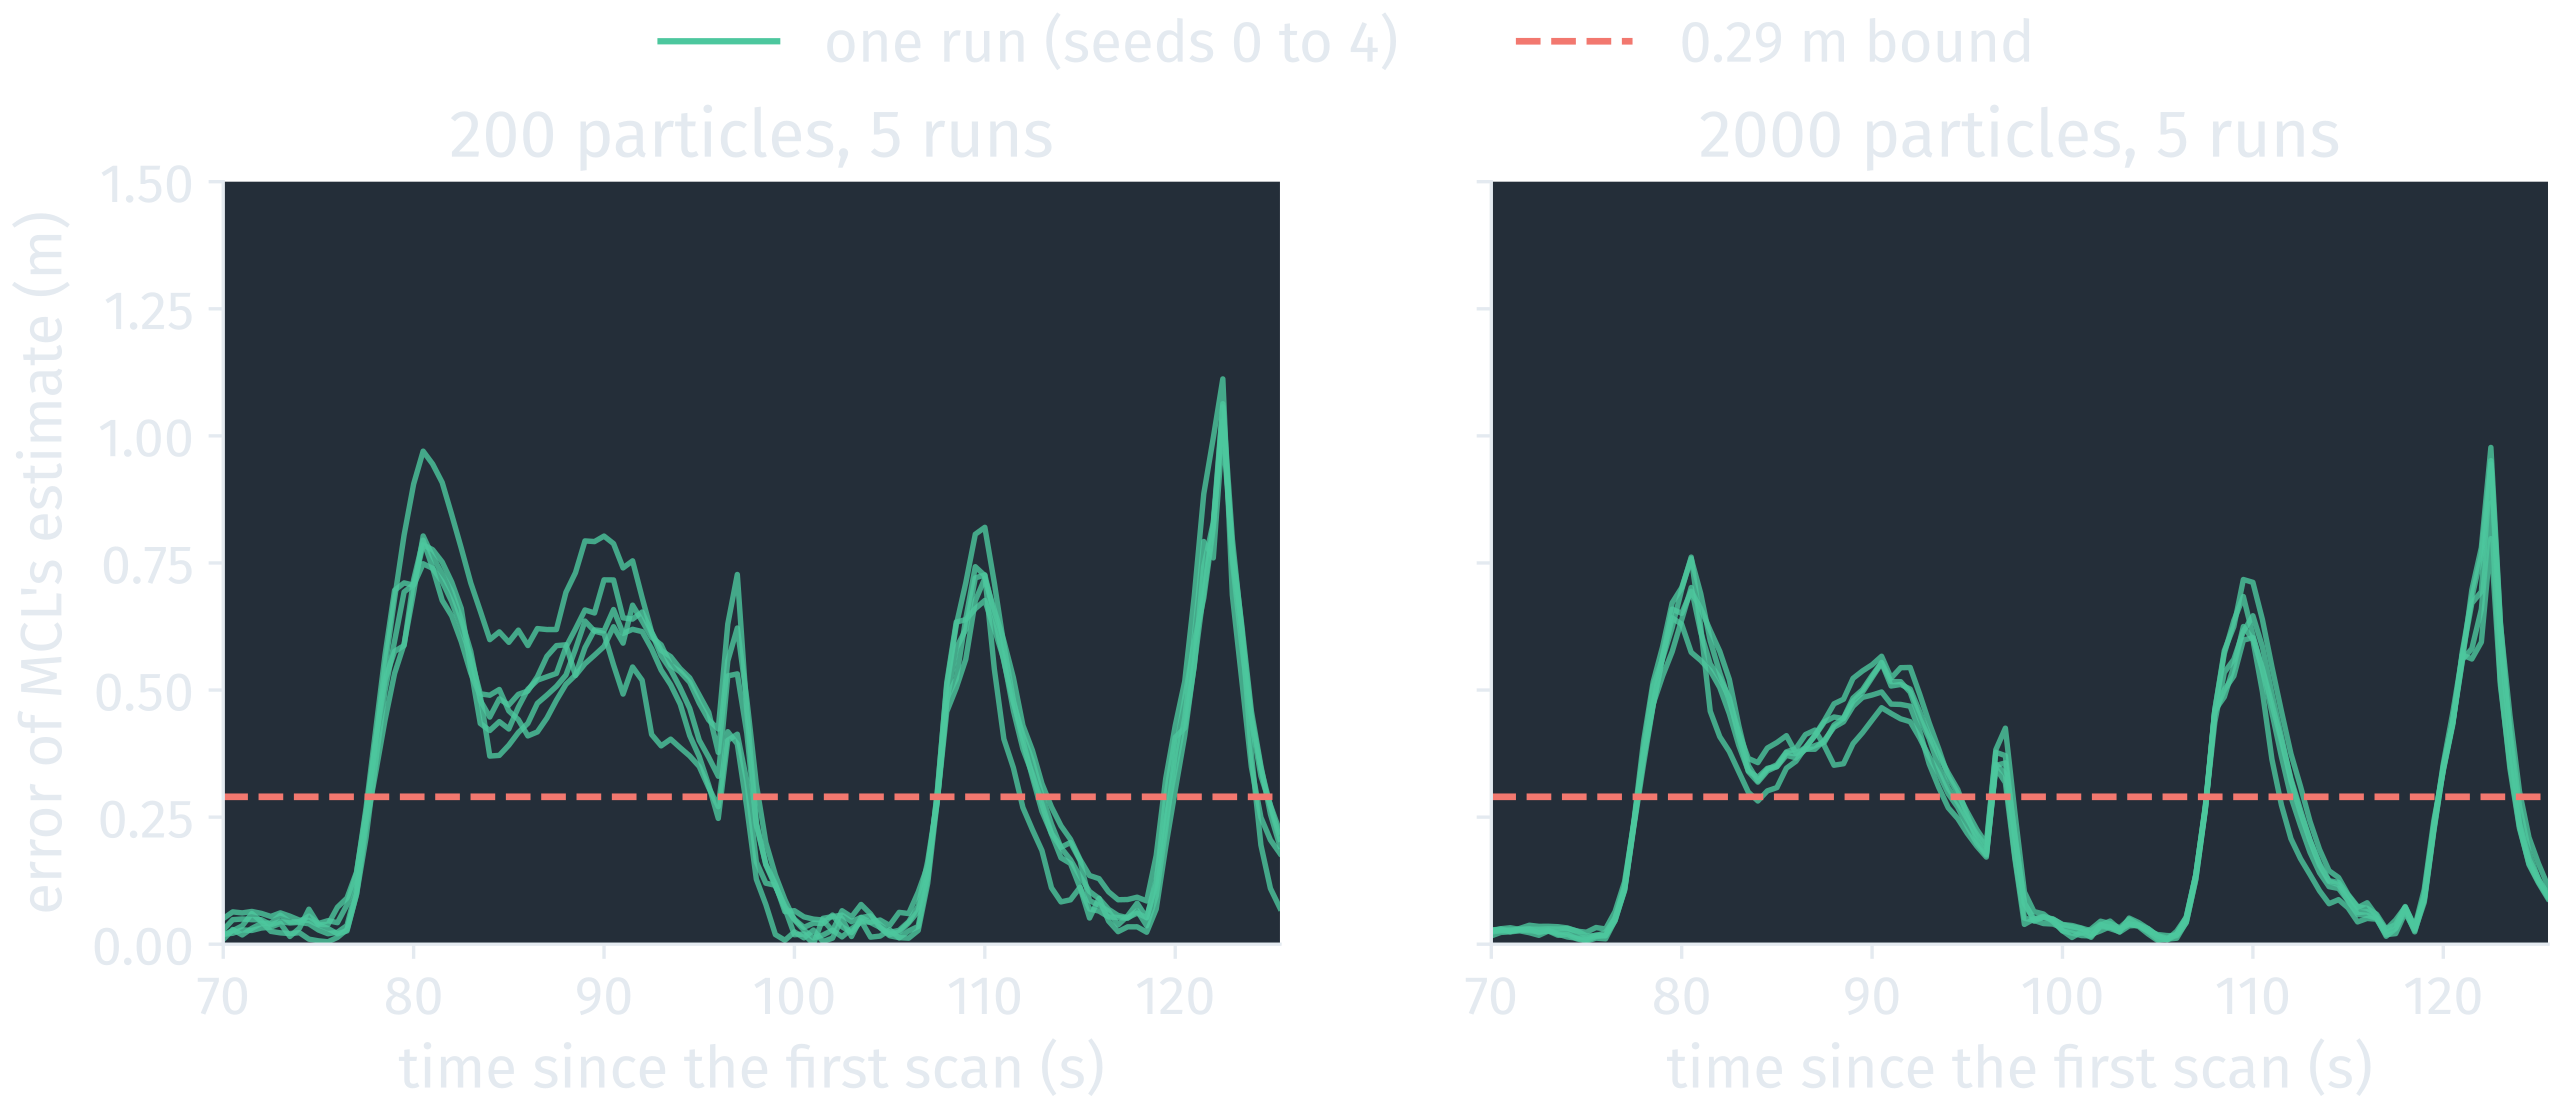 one run (seeds 0 to 4)
0.29 m bound
200 particles, 5 runs
2000 particles, 5 runs
error of MCL's estimate (m)
1.50
1.25
1.00
0.75
0.50
0.25
0.00
70 80 90 100 110 120
70 80 90 100 110 120
time since the first scan (s)
time since the first scan (s)